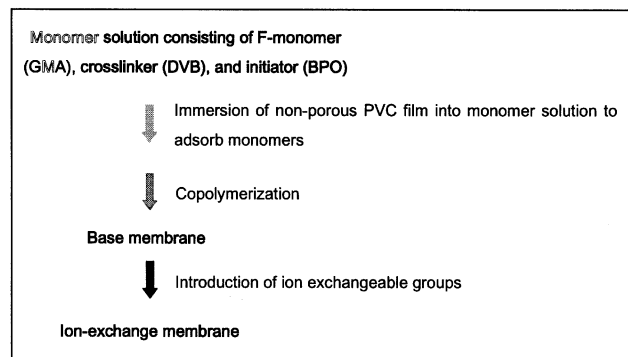 Monomer solution consisting of F-monomer
(GMA), crosslinker (DVB), and initiator (BPO)
Immersion of non-porous PVC film into monomer solution to
adsorb monomers
Copolymerization
Base membrane
Introduction of ion exchangeable groups
Ion-exchange membrane